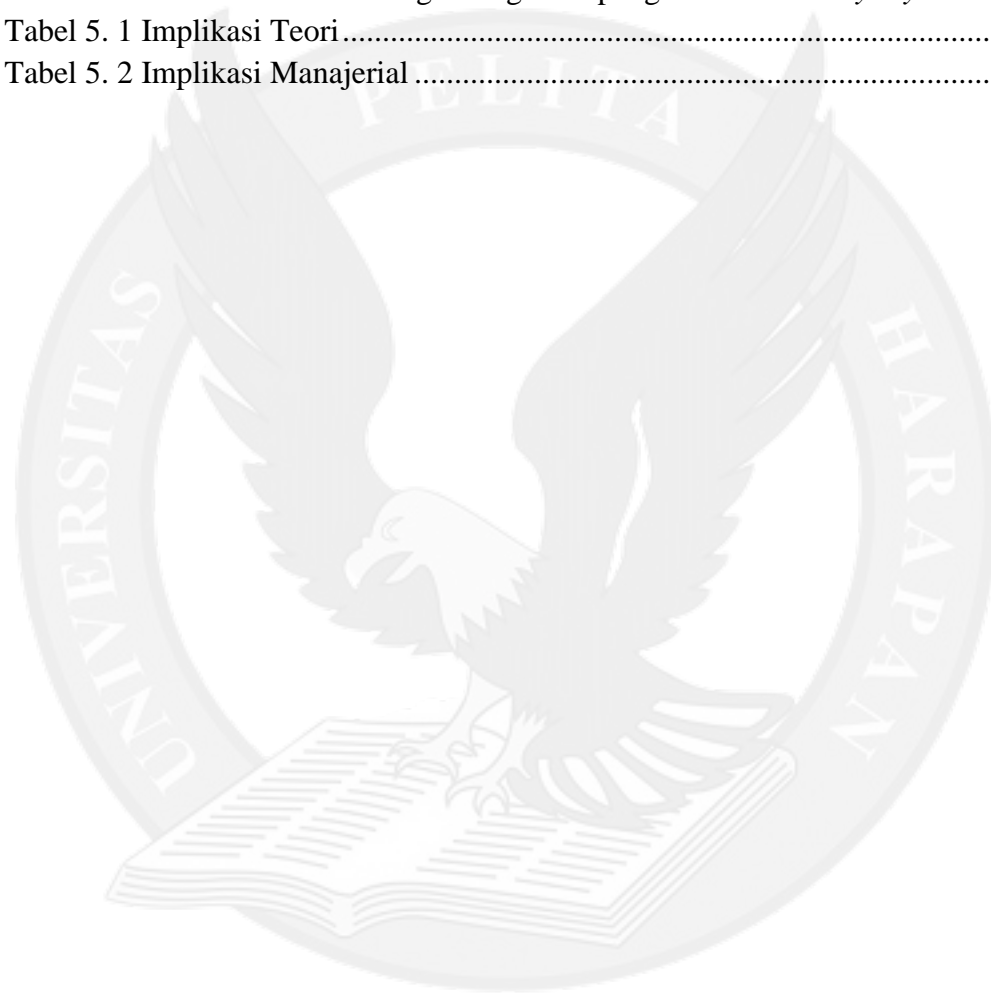 Tabel 5. 1 Implikasi Teori........................................................................
Tabel 5. 2 Implikasi Manajerial ...............................................................
UNIVERSITAS PELITA HARAPAN